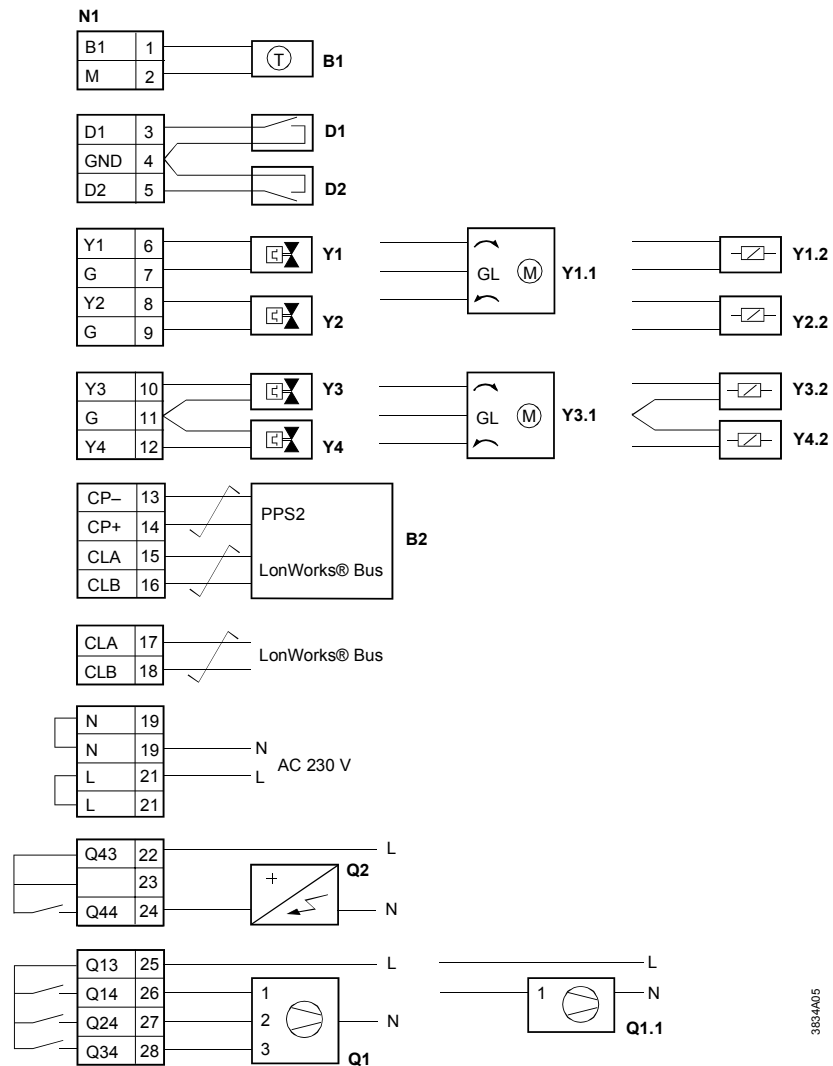 N1
B1 1
M 2
B1
D1 3
GND 4
D2 5
D1
D2
Y1 6
G 7
Y2 8
G 9
Y1
Y2
GL M
Y1.1
Y1.2
Y2.2
Y3 10
G 11
Y4 12
Y3
Y4
GL M
Y3.1
Y3.2
Y4.2
CP– 13
CP+ 14
CLA 15
CLB 16
PPS2
LonWorks® Bus
B2
CLA 17
CLB 18
LonWorks® Bus
N 19
N 19
L 21
L 21
N
L
AC 230 V
Q43 22
23
Q44 24
L
Q2
+
N
Q13 25
Q14 26
Q24 27
Q34 28
L
1
2
3
N
Q1
L
1
N
Q1.1
T
3834A05